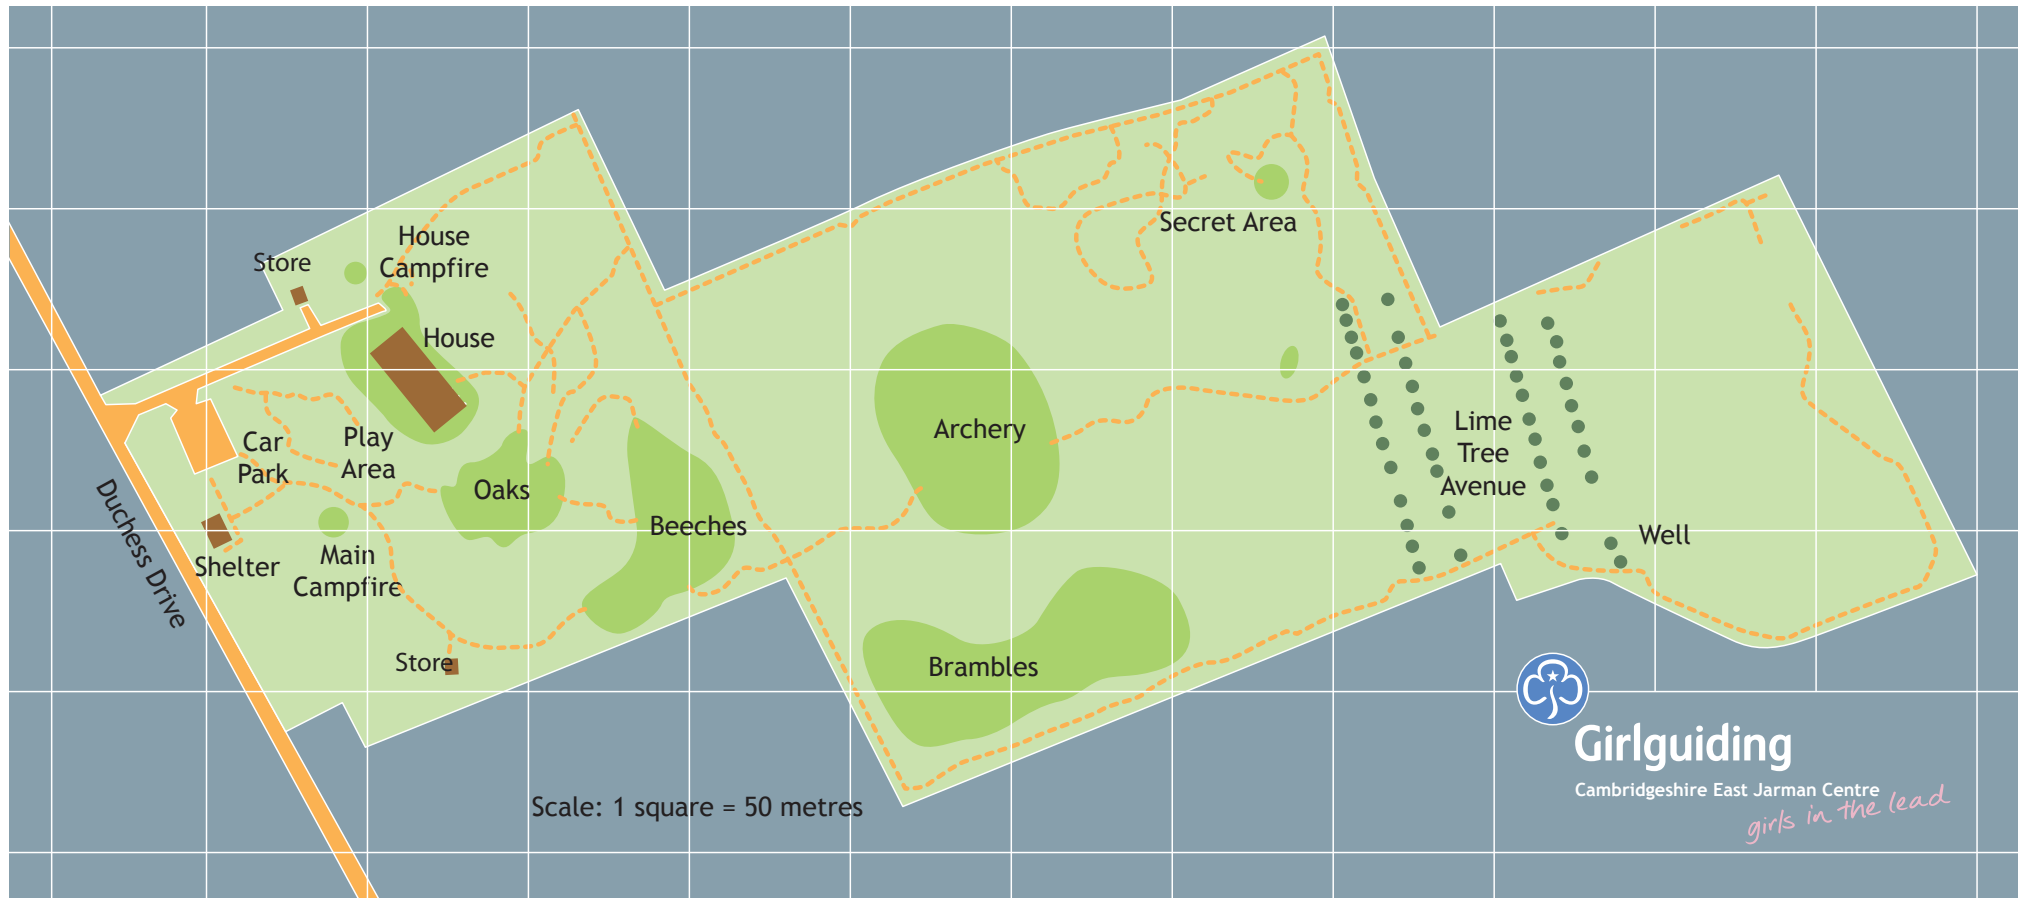 Secret Area
House
Campfire
Store
House
Car
Park
Play
Area
Archery
Lime
Tree
Avenue
Oaks
Beeches
Well
Duchess Drive
Shelter
Main
Campfire
Store
Brambles
Scale: 1 square = 50 metres
Girlguiding
Cambridgeshire East Jarman Centre
girls in the lead